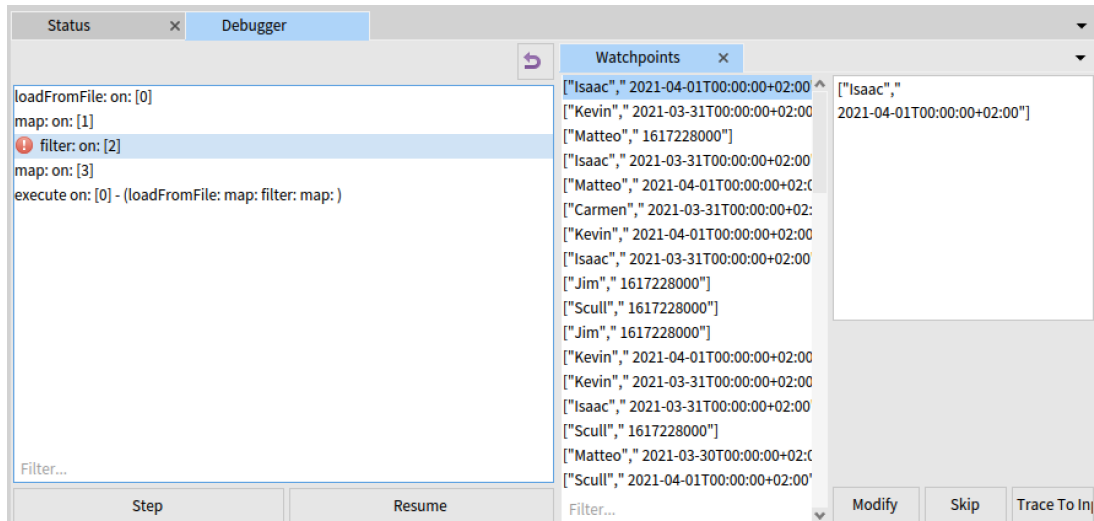 Status × Debugger
Watchpoints ×
loadFromFile: on: [0]
map: on: [1]
filter: on: [2]
map: on: [3]
execute on: [0] - (loadFromFile: map: filter: map: )
Filter...
Step Resume
["Isaac"," 2021-04-01T00:00:00+02:00"
["Kevin"," 2021-03-31T00:00:00+02:00
["Matteo"," 1617228000"]
["Isaac"," 2021-03-31T00:00:00+02:00"
["Matteo"," 2021-04-01T00:00:00+02:0
["Carmen"," 2021-03-31T00:00:00+02:
["Kevin"," 2021-04-01T00:00:00+02:00
["Isaac"," 2021-03-31T00:00:00+02:00"
["Jim"," 1617228000"]
["Scull"," 1617228000"]
["Jim"," 1617228000"]
["Kevin"," 2021-04-01T00:00:00+02:00
["Kevin"," 2021-03-31T00:00:00+02:00
["Isaac"," 2021-03-31T00:00:00+02:00"
["Scull"," 1617228000"]
["Matteo"," 2021-03-30T00:00:00+02:0
["Scull"," 2021-04-01T00:00:00+02:00"
Filter...
["Isaac","
2021-04-01T00:00:00+02:00"]
Modify Skip Trace To Inp